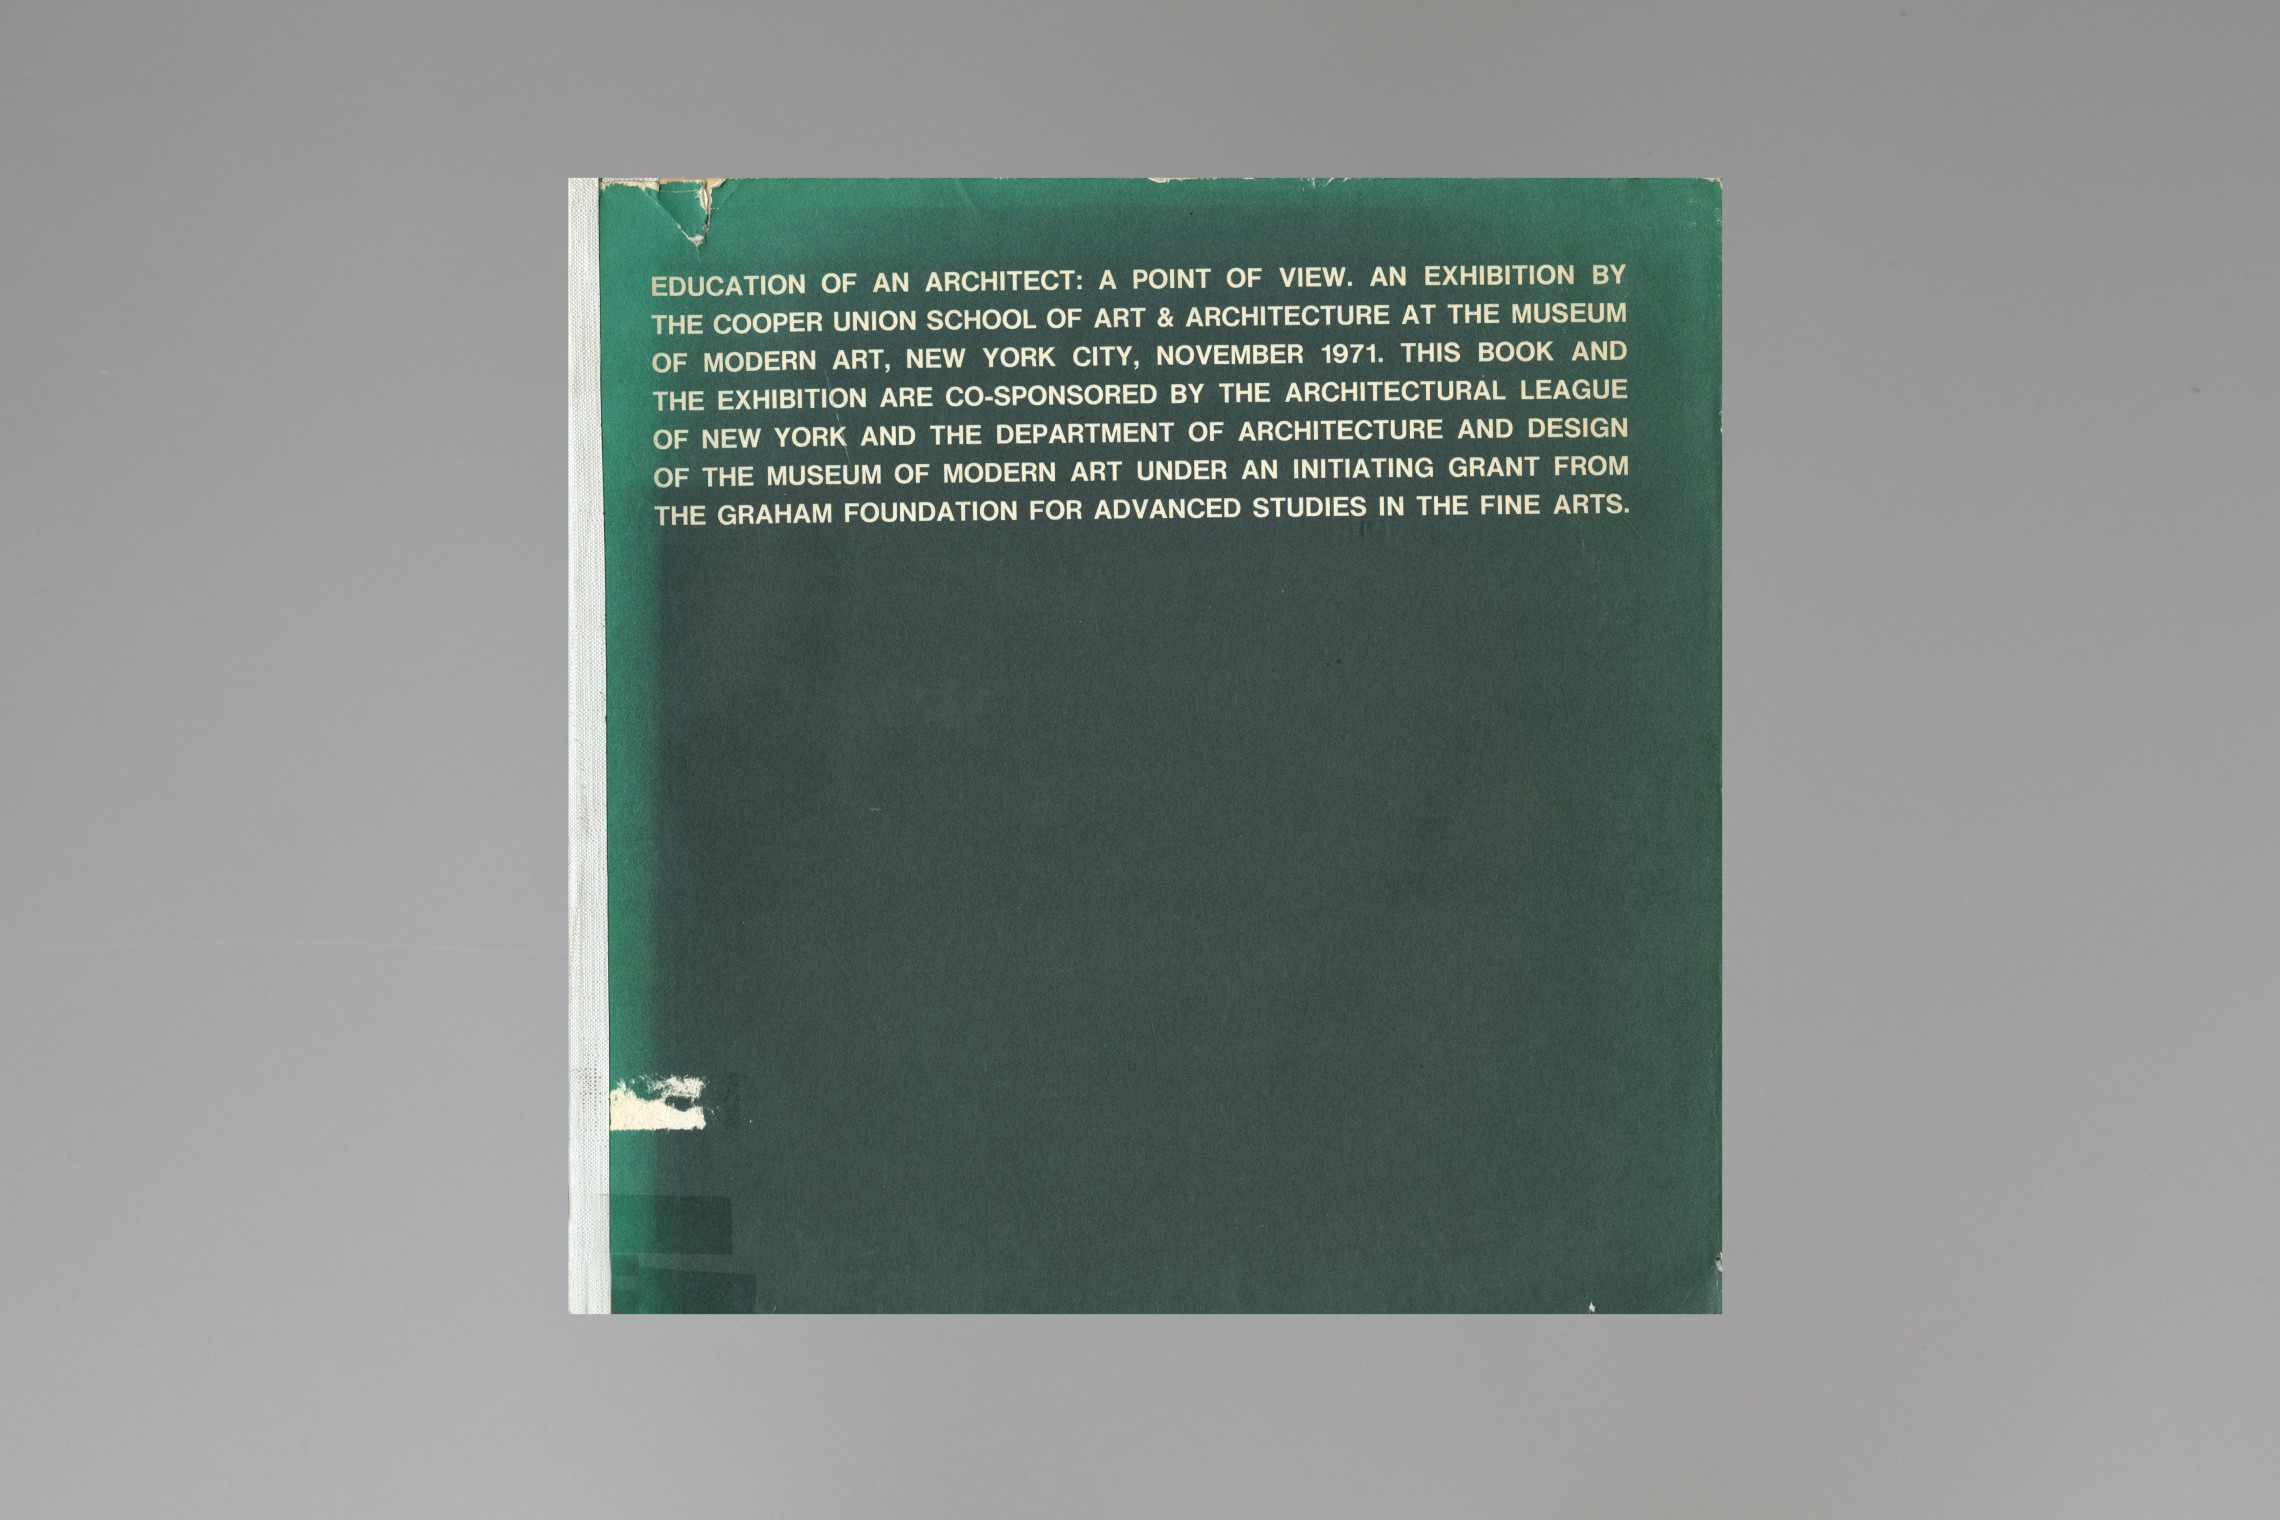 EDUCATION OF AN ARCHITECT: A POINT OF VIEW. AN EXHIBITION BY
THE COOPER UNION SCHOOL OF ART & ARCHITECTURE AT THE MUSEUM
OF MODERN ART, NEW YORK CITY, NOVEMBER 1971. THIS BOOK AND
THE EXHIBITION ARE CO-SPONSORED BY THE ARCHITECTURAL LEAGUE
OF NEW YORK AND THE DEPARTMENT OF ARCHITECTURE AND DESIGN
OF THE MUSEUM OF MODERN ART UNDER AN INITIATING GRANT FROM
THE GRAHAM FOUNDATION FOR ADVANCED STUDIES IN THE FINE ARTS.